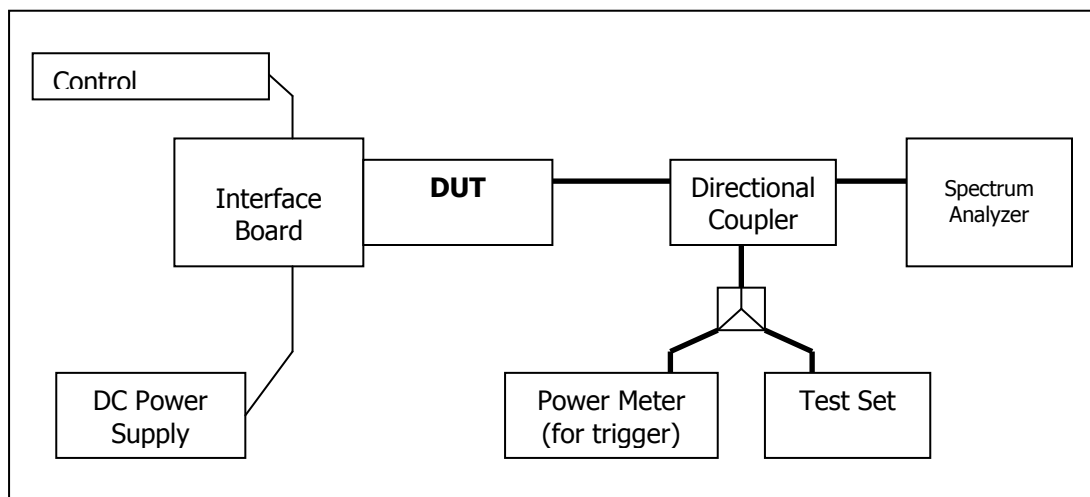 Control
Interface
Board
DUT
Directional
Coupler
Spectrum
Analyzer
DC Power
Supply
Power Meter
(for trigger)
Test Set